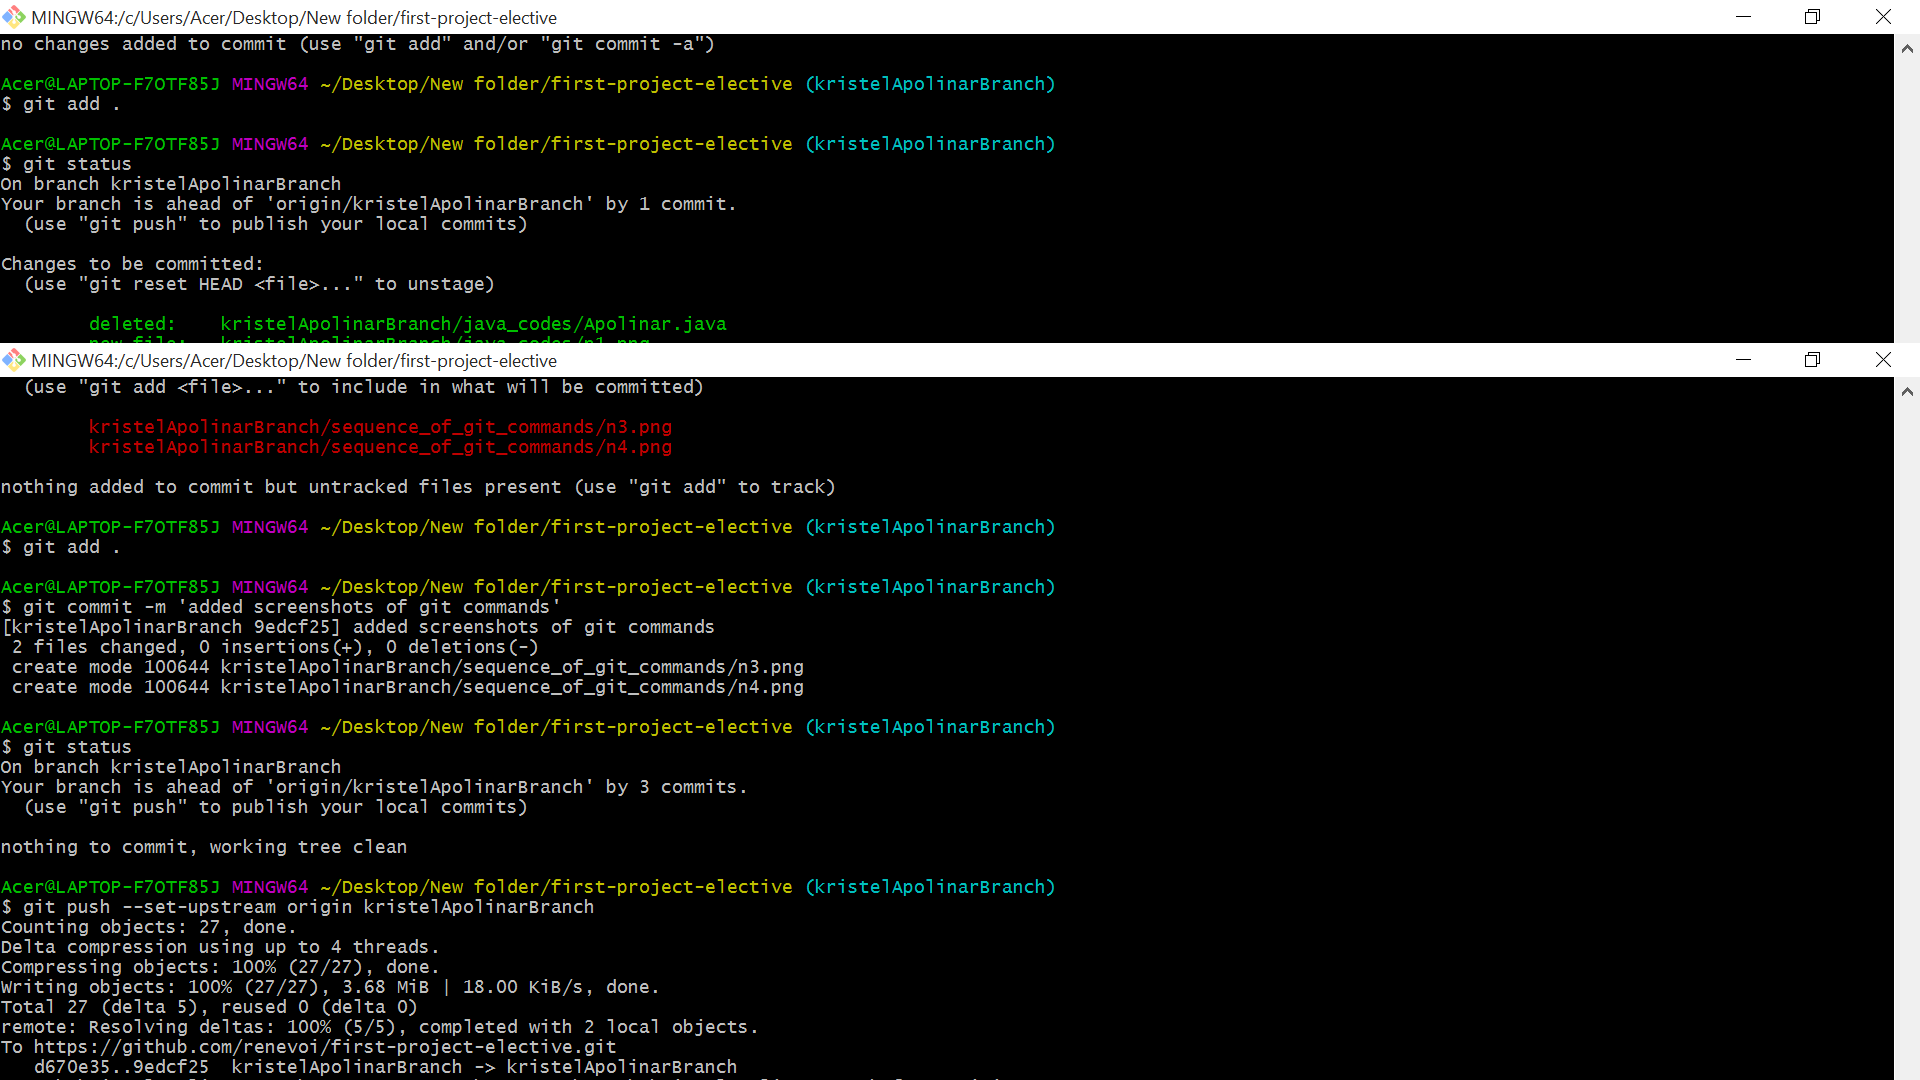 MINGW64:/c/Users/Acer/Desktop/New folder/first-project-elective
no changes added to commit (use "git add" and/or "git commit -a")
Acer@LAPTOP-F7OTF85J MINGW64 ~/Desktop/New folder/first-project-elective (kristelApolinarBranch)
$ git add .
Acer@LAPTOP-F7OTF85J MINGW64 ~/Desktop/New folder/first-project-elective (kristelApolinarBranch)
$ git status
On branch kristelApolinarBranch
Your branch is ahead of 'origin/kristelApolinarBranch' by 1 commit.
  (use "git push" to publish your local commits)
Changes to be committed:
  (use "git reset HEAD <file>..." to unstage)
        deleted:    kristelApolinarBranch/java_codes/Apolinar.java
        new file:   kristelApolinarBranch/java_codes/n1.png
MINGW64:/c/Users/Acer/Desktop/New folder/first-project-elective
  (use "git add <file>..." to include in what will be committed)
        kristelApolinarBranch/sequence_of_git_commands/n3.png
        kristelApolinarBranch/sequence_of_git_commands/n4.png
nothing added to commit but untracked files present (use "git add" to track)
Acer@LAPTOP-F7OTF85J MINGW64 ~/Desktop/New folder/first-project-elective (kristelApolinarBranch)
$ git add .
Acer@LAPTOP-F7OTF85J MINGW64 ~/Desktop/New folder/first-project-elective (kristelApolinarBranch)
$ git commit -m 'added screenshots of git commands'
[kristelApolinarBranch 9edcf25] added screenshots of git commands
 2 files changed, 0 insertions(+), 0 deletions(-)
 create mode 100644 kristelApolinarBranch/sequence_of_git_commands/n3.png
 create mode 100644 kristelApolinarBranch/sequence_of_git_commands/n4.png
Acer@LAPTOP-F7OTF85J MINGW64 ~/Desktop/New folder/first-project-elective (kristelApolinarBranch)
$ git status
On branch kristelApolinarBranch
Your branch is ahead of 'origin/kristelApolinarBranch' by 3 commits.
  (use "git push" to publish your local commits)
nothing to commit, working tree clean
Acer@LAPTOP-F7OTF85J MINGW64 ~/Desktop/New folder/first-project-elective (kristelApolinarBranch)
$ git push --set-upstream origin kristelApolinarBranch
Counting objects: 27, done.
Delta compression using up to 4 threads.
Compressing objects: 100% (27/27), done.
Writing objects: 100% (27/27), 3.68 MiB | 18.00 KiB/s, done.
Total 27 (delta 5), reused 0 (delta 0)
remote: Resolving deltas: 100% (5/5), completed with 2 local objects.
To https://github.com/renevoi/first-project-elective.git
   d670e35..9edcf25  kristelApolinarBranch -> kristelApolinarBranch